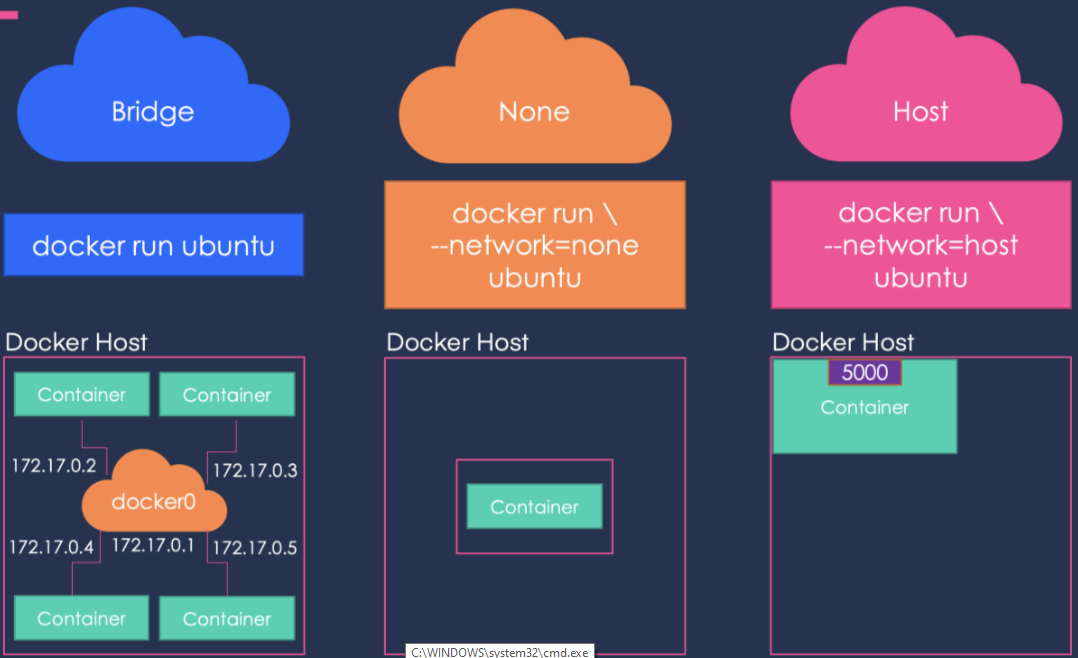 Bridge
None
Host
docker run ubuntu
docker run \
--network=none
ubuntu
docker run \
--network=host
ubuntu
Docker Host
Container
Container
172.17.0.2
172.17.0.3
docker0
172.17.0.4
172.17.0.1
172.17.0.5
Container
Container
Docker Host
Container
Docker Host
5000
Container
C:\WINDOWS\system32\cmd.exe